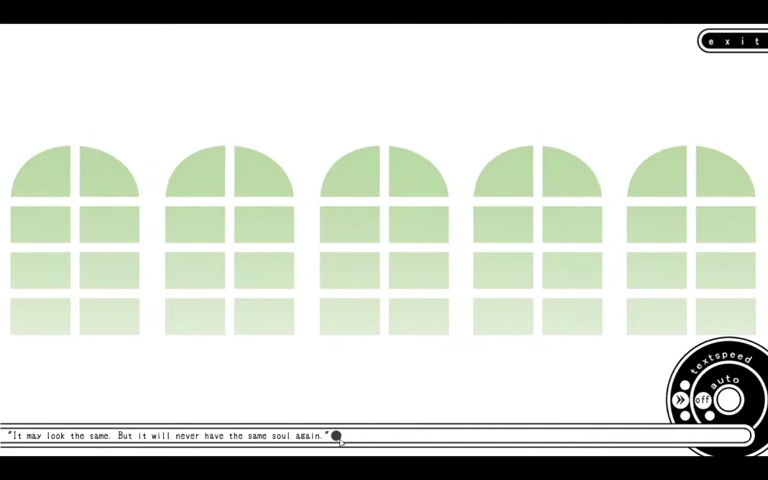 exit
textspeed
auto
off
"It may look the same. But it will never have the same soul again."